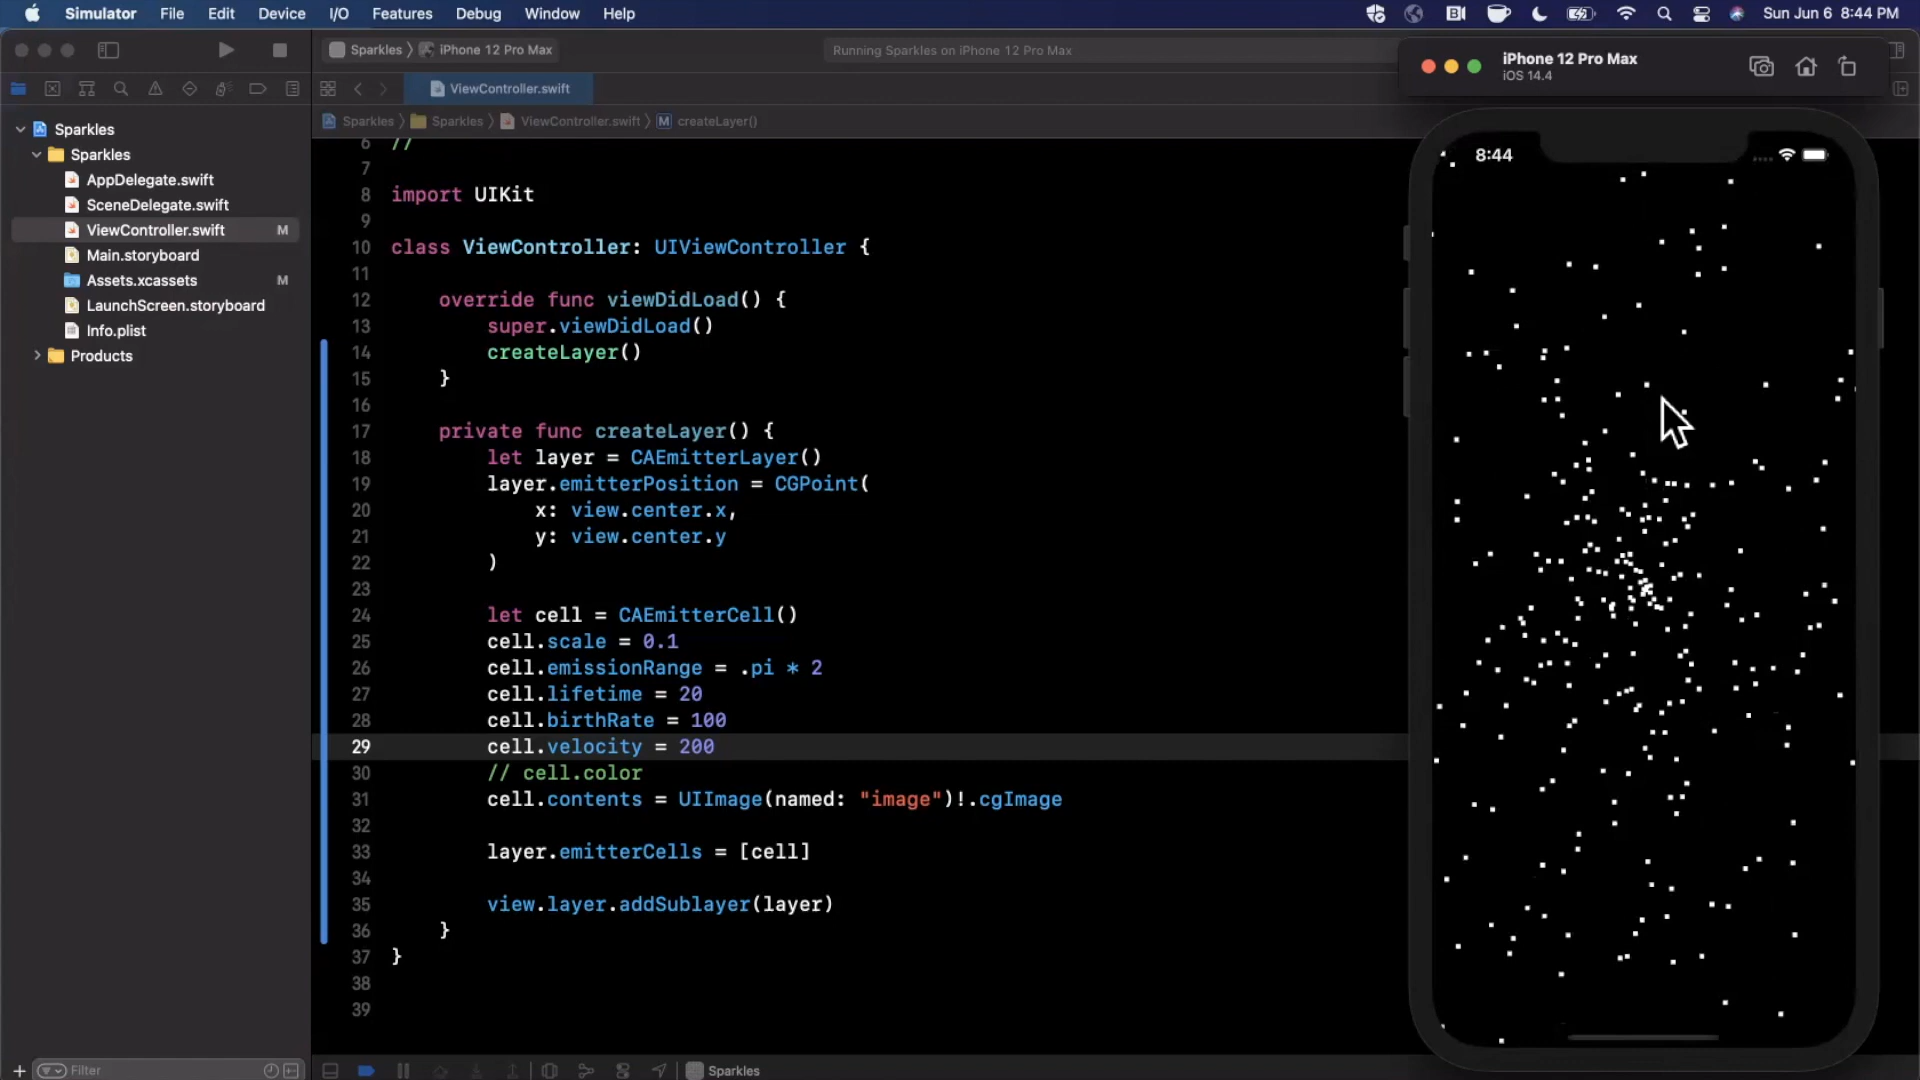 Simulator File Edit Device I/O Features Debug Window Help Sun Jun 6 8:44 PM
Sparkles iPhone 12 Pro Max Running Sparkles on iPhone 12 Pro Max
iPhone 12 Pro Max
iOS 14.4
ViewController.swift
Sparkles Sparkles ViewController.swift M createLayer()
Sparkles
Sparkles
AppDelegate.swift
SceneDelegate.swift
ViewController.swift M
Main.storyboard
Assets.xcassets M
LaunchScreen.storyboard
Info.plist
Products
6 //
7
8 import UIKit
9
10 class ViewController: UIViewController {
11
12 override func viewDidLoad() {
13 super.viewDidLoad()
14 createLayer()
15 }
16
17 private func createLayer() {
18 let layer = CAEmitterLayer()
19 layer.emitterPosition = CGPoint(
20 x: view.center.x,
21 y: view.center.y
22 )
23
24 let cell = CAEmitterCell()
25 cell.scale = 0.1
26 cell.emissionRange = .pi * 2
27 cell.lifetime = 20
28 cell.birthRate = 100
29 cell.velocity = 200
30 // cell.color
31 cell.contents = UIImage(named: "image")!.cgImage
32
33 layer.emitterCells = [cell]
34
35 view.layer.addSublayer(layer)
36 }
37 }
38
39
8:44
Filter
Sparkles